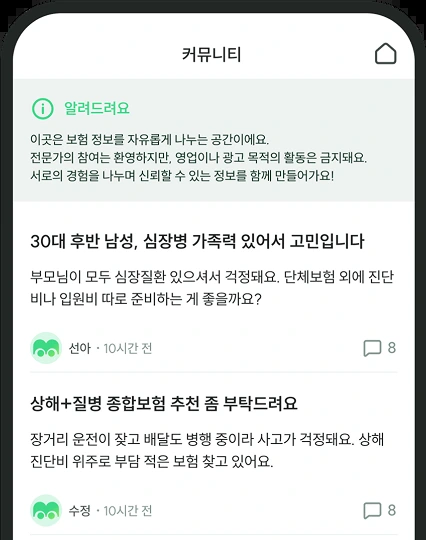 커뮤니티
알려드려요
이곳은 보험 정보를 자유롭게 나누는 공간이에요.
전문가의 참여는 환영하지만, 영업이나 광고 목적의 활동은 금지돼요.
서로의 경험을 나누며 신뢰할 수 있는 정보를 함께 만들어가요!
30대 후반 남성, 심장병 가족력 있어서 고민입니다
부모님이 모두 심장질환 있으셔서 걱정돼요. 단체보험 외에 진단
비나 입원비 따로 준비하는 게 좋을까요?
선아 · 10시간 전 8
상해+질병 종합보험 추천 좀 부탁드려요
장거리 운전이 잦고 배달도 병행 중이라 사고가 걱정돼요. 상해
진단비 위주로 부담 적은 보험 찾고 있어요.
수정 · 10시간 전 8